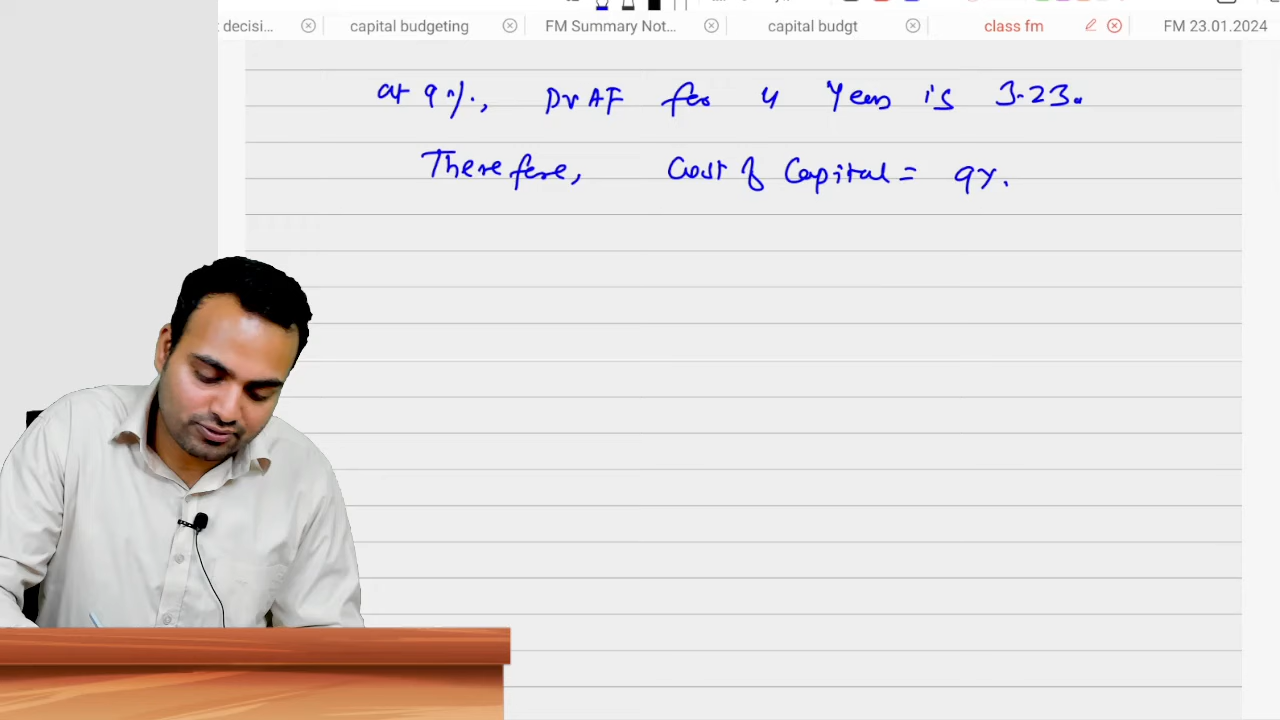 t decisi...
capital budgeting
FM Summary Not...
capital budgt
class fm
FM 23.01.2024
at 9%, PVAF for 4 Years is 3.23.
Therefore, Cost of Capital = 9%.